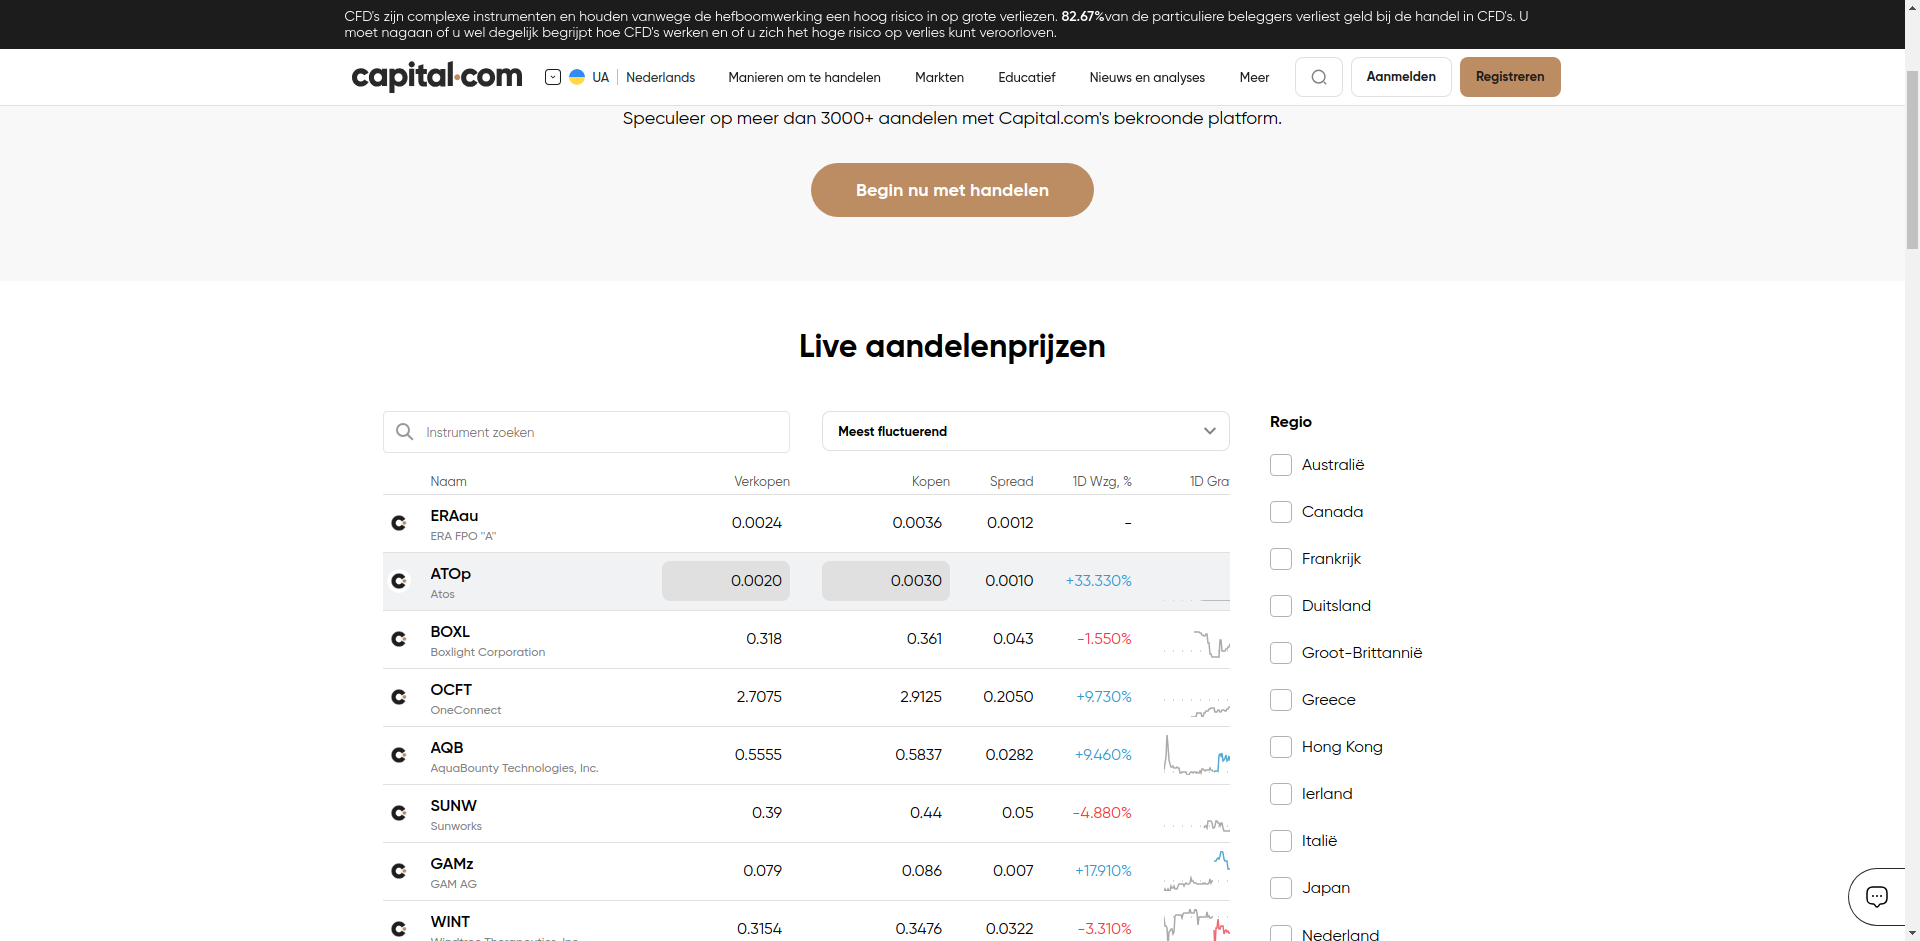 CFD's zijn complexe instrumenten en houden vanwege de hefboomwerking een hoog risico in op grote verliezen. 82.67%van de particuliere beleggers verliest geld bij de handel in CFD's. U
moet nagaan of u wel degelijk begrijpt hoe CFD's werken en of u zich het hoge risico op verlies kunt veroorloven.
capital.com UA Nederlands Manieren om te handelen Markten Educatief Nieuws en analyses Meer Aanmelden Registreren
Speculeer op meer dan 3000+ aandelen met Capital.com's bekroonde platform.
Begin nu met handelen
Live aandelenprijzen
Instrument zoeken
Meest fluctuerend
Naam Verkopen Kopen Spread 1D Wzg, % 1D Gra
ERAau 0.0024 0.0036 0.0012 -
ERA FPO "A"
ATOp 0.0020 0.0030 0.0010 +33.330%
Atos
BOXL 0.318 0.361 0.043 -1.550%
Boxlight Corporation
OCFT 2.7075 2.9125 0.2050 +9.730%
OneConnect
AQB 0.5555 0.5837 0.0282 +9.460%
AquaBounty Technologies, Inc.
SUNW 0.39 0.44 0.05 -4.880%
Sunworks
GAMz 0.079 0.086 0.007 +17.910%
GAM AG
WINT 0.3154 0.3476 0.0322 -3.310%
Regio
Australië
Canada
Frankrijk
Duitsland
Groot-Brittannië
Greece
Hong Kong
Ierland
Italië
Japan
Nederland